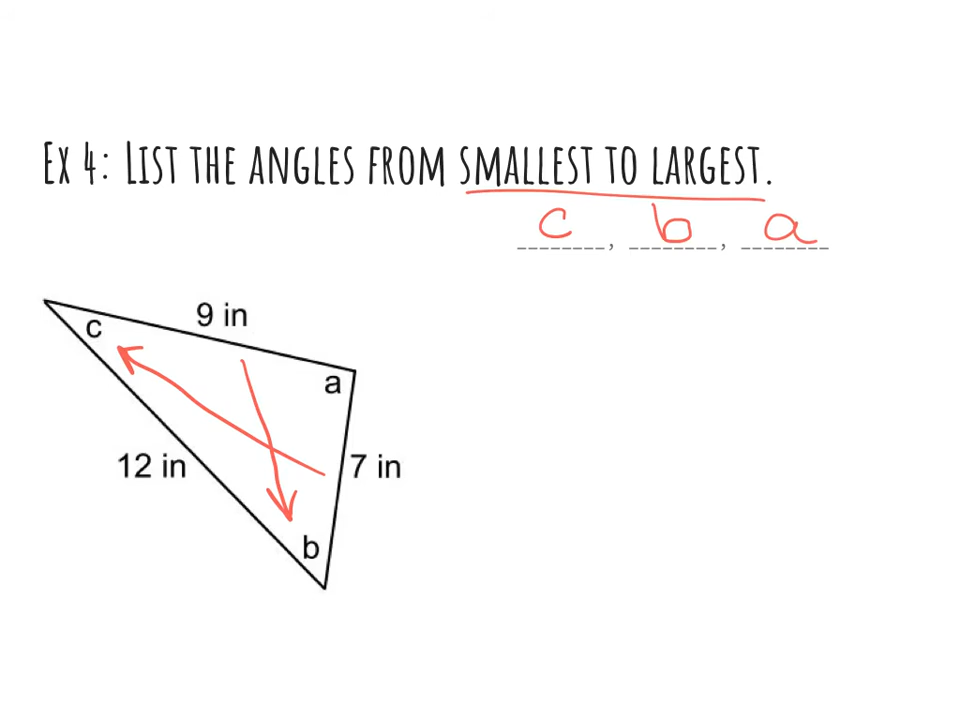 EX 4: LIST THE ANGLES FROM SMALLEST TO LARGEST.
c, b, a
9 in
c
a
12 in
7 in
b